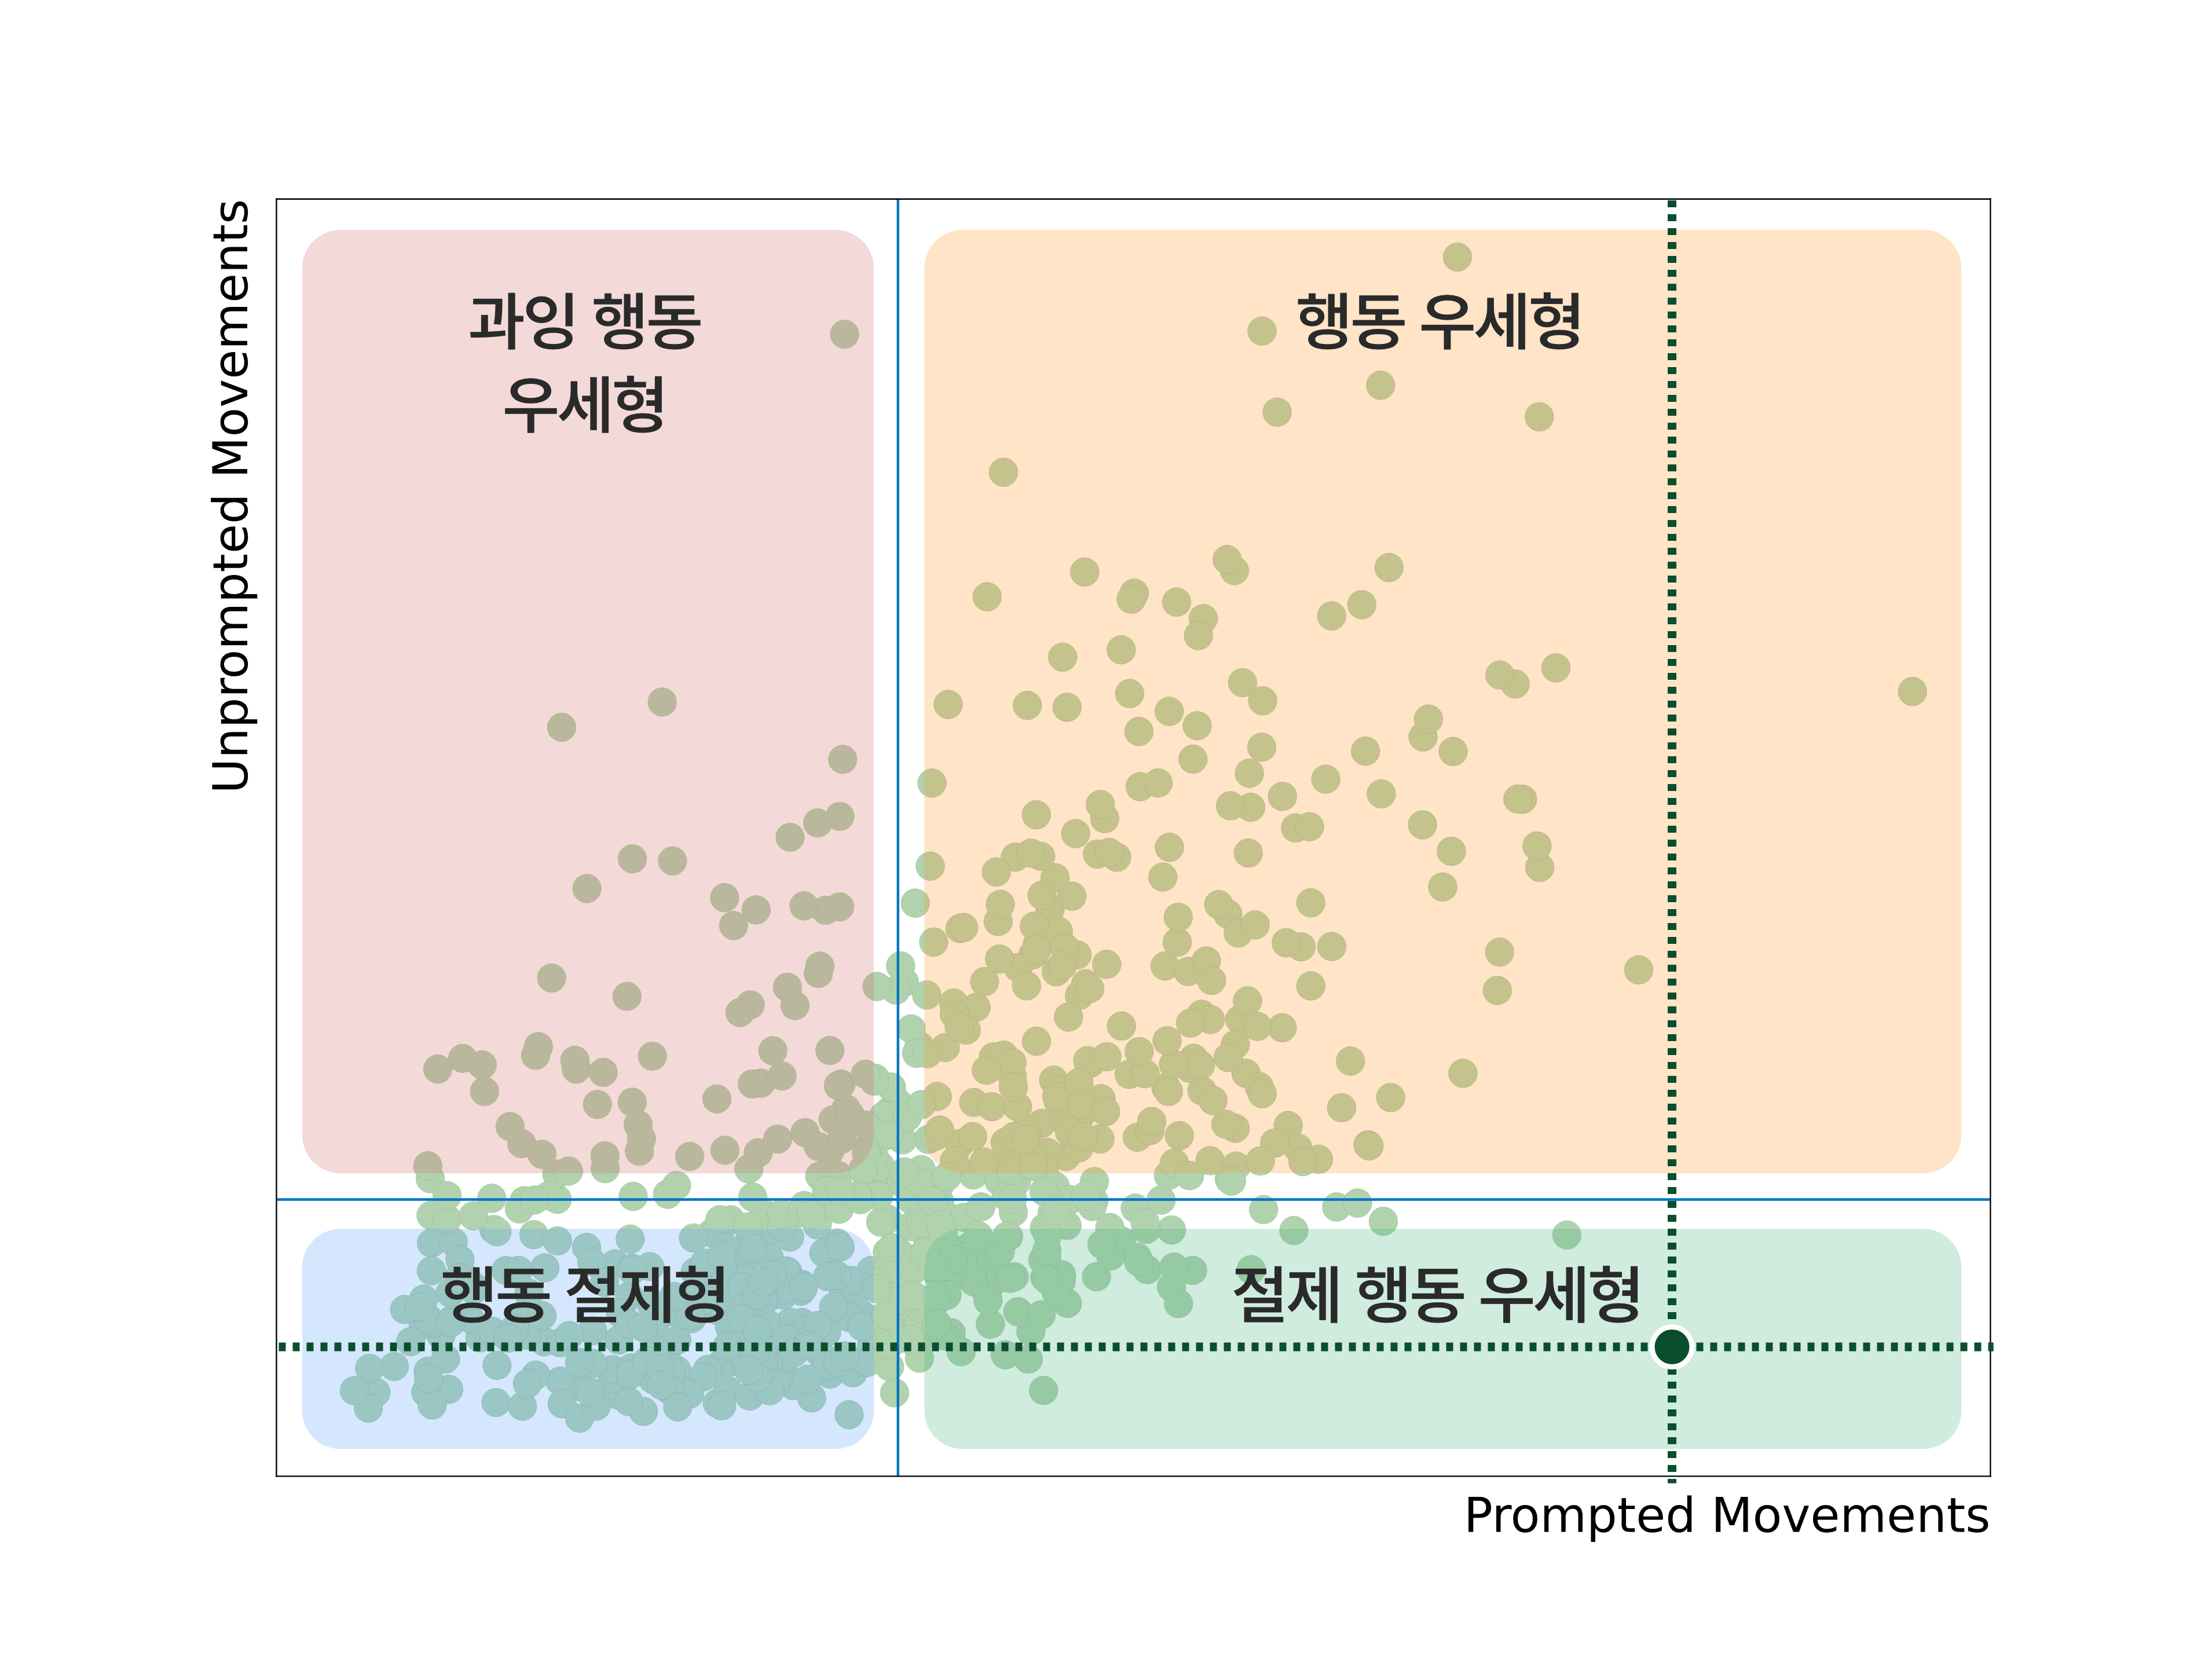 Unprompted Movements
과잉 행동
우세형
행동 우세형
행동 절제형
절제 행동 우세형
Prompted Movements